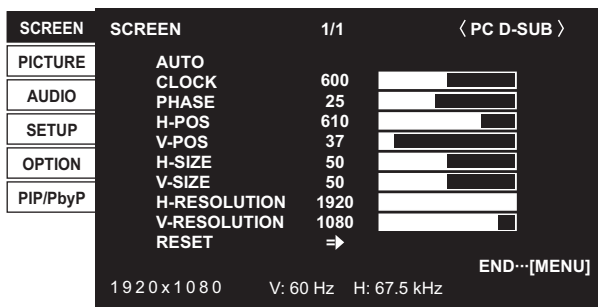 SCREEN
PICTURE
AUDIO
SETUP
OPTION
PIP/PbyP
SCREEN 1/1 〈 PC D-SUB 〉
AUTO
CLOCK 600
PHASE 25
H-POS 610
V-POS 37
H-SIZE 50
V-SIZE 50
H-RESOLUTION 1920
V-RESOLUTION 1080
RESET
END···[MENU]
1920x1080 V: 60 Hz H: 67.5 kHz